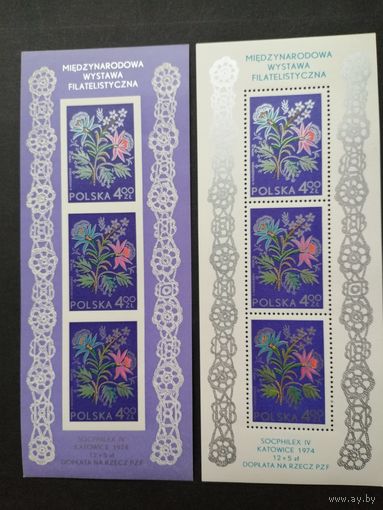 MIĘDZYNARODOWA
WYSTAWA
FILATELISTYCZNA
POLSKA 4,00 ZŁ
POLSKA 4,00 ZŁ
POLSKA 4,00 ZŁ
SOCPHILEX IV
KATOWICE 1974
12 + 5 zł
DOPŁATA NA RZECZ PZF
MIĘDZYNARODOWA
WYSTAWA
FILATELISTYCZNA
POLSKA 4,00 ZŁ
POLSKA 4,00 ZŁ
POLSKA 4,00 ZŁ
SOCPHILEX IV
KATOWICE 1974
12 + 5 zł
DOPŁATA NA RZECZ PZF
www.ay.by